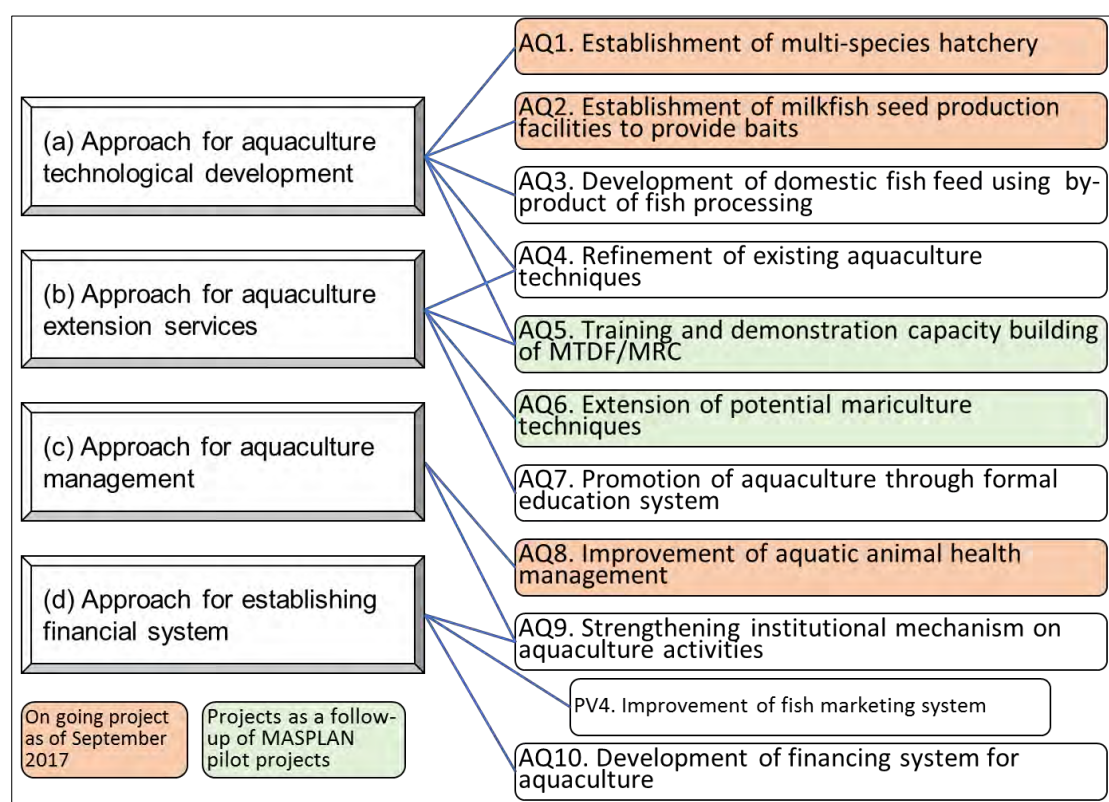 (a) Approach for aquaculture
technological development
(b) Approach for aquaculture
extension services
(c) Approach for aquaculture
management
(d) Approach for establishing
financial system
On going project
as of September
2017
Projects as a follow-
up of MASPLAN
pilot projects
AQ1. Establishment of multi-species hatchery
AQ2. Establishment of milkfish seed production
facilities to provide baits
AQ3. Development of domestic fish feed using by-
product of fish processing
AQ4. Refinement of existing aquaculture
techniques
AQ5. Training and demonstration capacity building
of MTDF/MRC
AQ6. Extension of potential mariculture
techniques
AQ7. Promotion of aquaculture through formal
education system
AQ8. Improvement of aquatic animal health
management
AQ9. Strengthening institutional mechanism on
aquaculture activities
PV4. Improvement of fish marketing system
AQ10. Development of financing system for
aquaculture